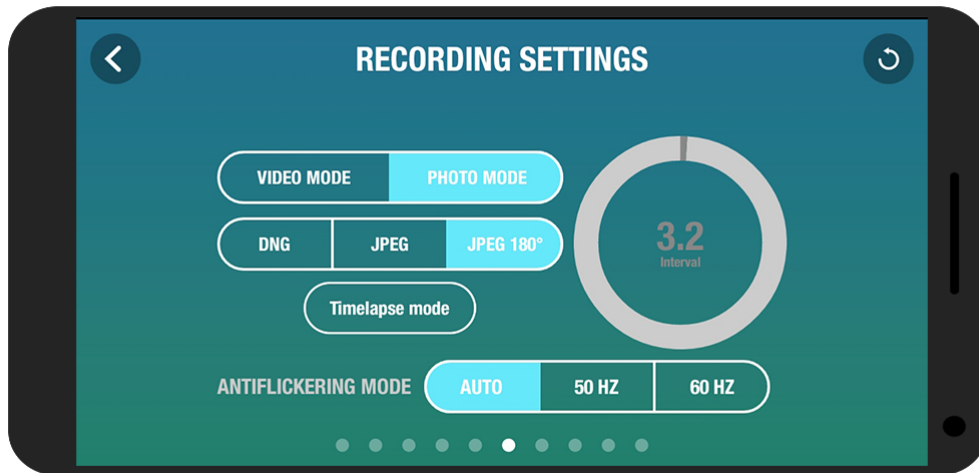 RECORDING SETTINGS
VIDEO MODE PHOTO MODE
DNG JPEG JPEG 180°
3.2
Interval
Timelapse mode
ANTIFLICKERING MODE AUTO 50 HZ 60 HZ